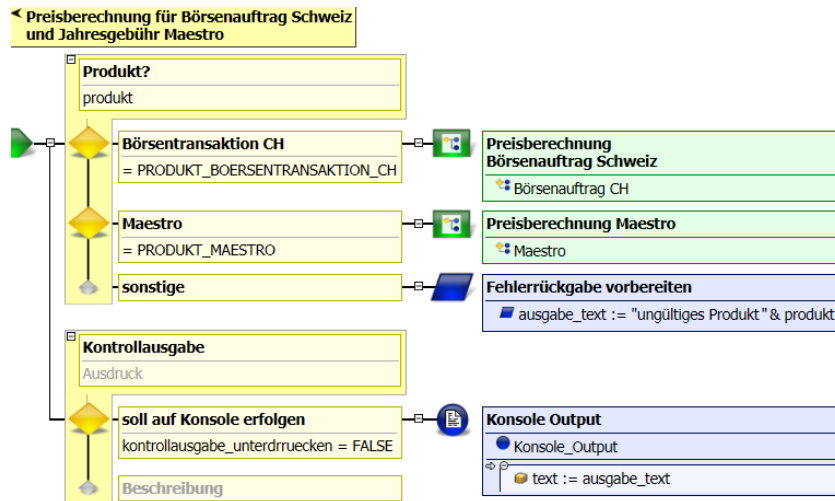 Preisberechnung für Börsenauftrag Schweiz
und Jahresgebühr Maestro
Produkt?
produkt
Börsentransaktion CH
= PRODUKT_BOERSENTRANSAKTION_CH
Preisberechnung
Börsenauftrag Schweiz
Börsenauftrag CH
Maestro
= PRODUKT_MAESTRO
Preisberechnung Maestro
Maestro
sonstige
Fehlerrückgabe vorbereiten
ausgabe_text := "ungültiges Produkt" & produkt
Kontrollausgabe
Ausdruck
soll auf Konsole erfolgen
kontrollausgabe_unterdrruecken = FALSE
Konsole Output
Konsole_Output
text := ausgabe_text
Beschreibung